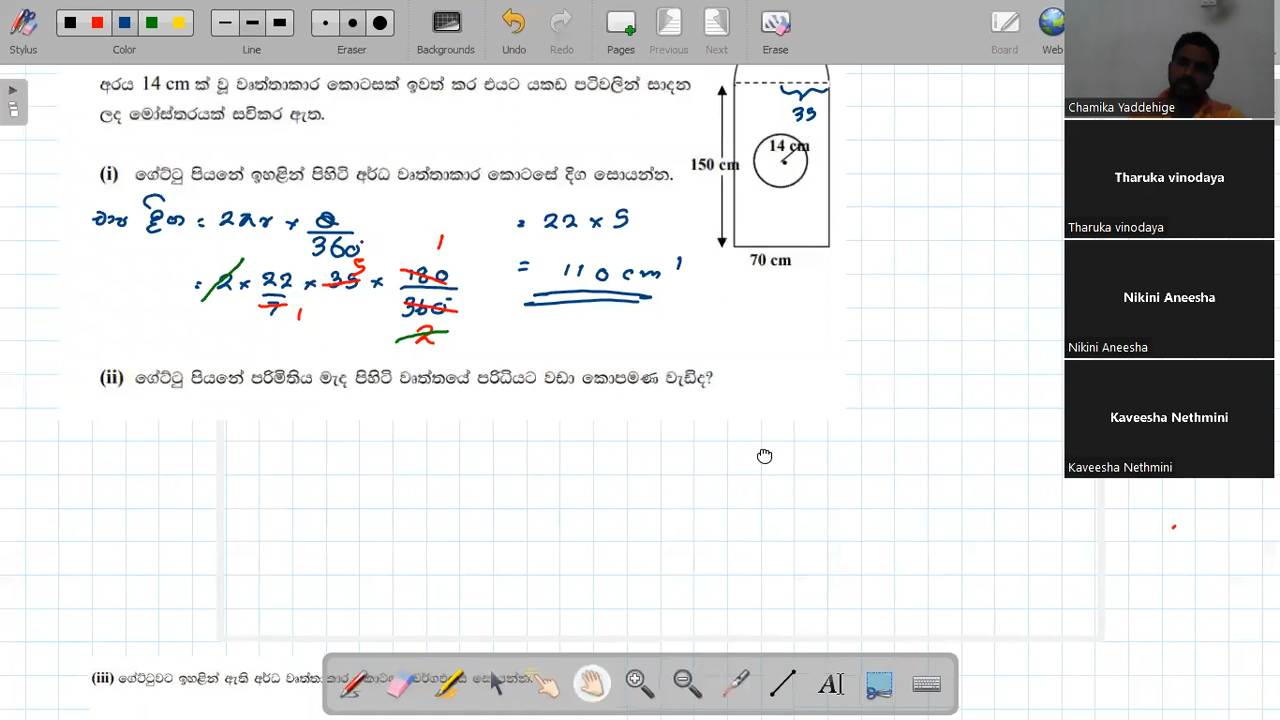 Stylus
Color
Line
Eraser
Backgrounds
Undo
Redo
Pages
Previous
Next
Erase
Board
Web
අරය 14 cm ක් වූ වෘත්තාකාර කොටසක් ඉවත් කර එයට යකඩ පටිවලින් සාදන
ලද මෝස්තරයක් සවිකර ඇත.
35
14 cm
150 cm
70 cm
(i) ගේට්ටු පියනේ ඉහළින් පිහිටි අර්ධ වෘත්තාකාර කොටසේ දිග සොයන්න.
චාප දිග = 2πr × θ/360°
= 2 × 22/7 × 35 × 180/360°
1
5
1
2
= 22 × 5
= 110 cm
(ii) ගේට්ටු පියනේ පරිමිතිය මැද පිහිටි වෘත්තයේ පරිධියට වඩා කොපමණ වැඩිද?
(iii) ගේට්ටුවට ඉහළින් ඇති අර්ධ
Chamika Yaddehige
Tharuka vinodaya
Tharuka vinodaya
Nikini Aneesha
Nikini Aneesha
Kaveesha Nethmini
Kaveesha Nethmini